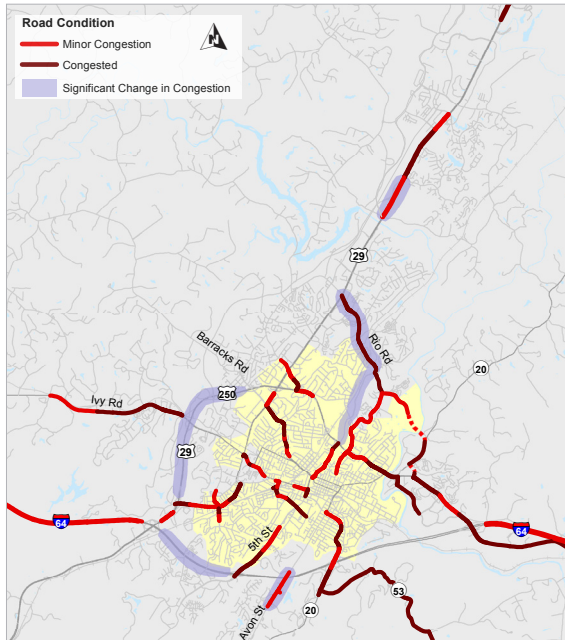 Road Condition
N
Minor Congestion
Congested
Significant Change in Congestion
29
Barracks Rd
Rio Rd
20
250
Ivy Rd
29
64
64
5th St
53
20
Avon St